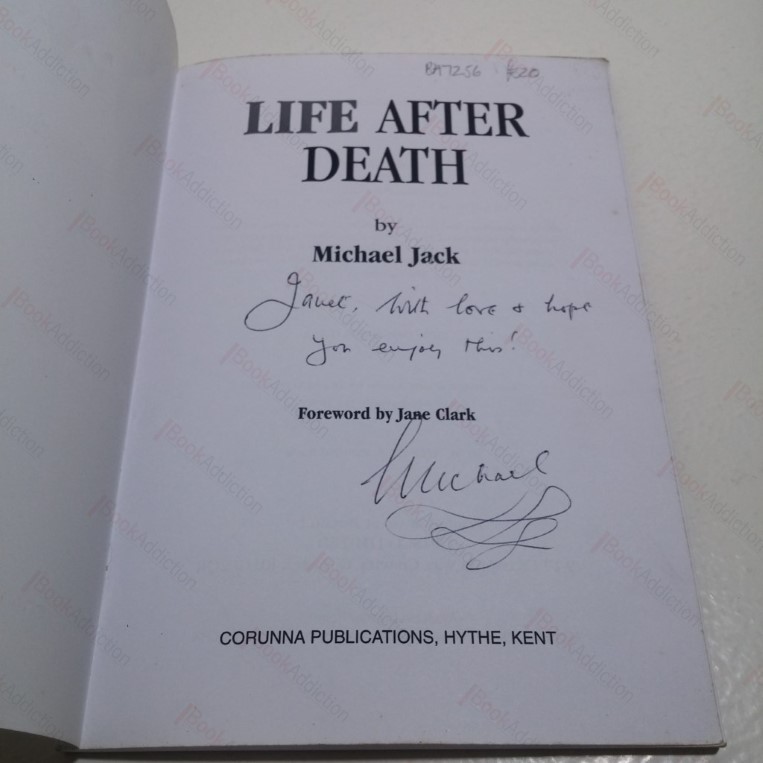 BA7256 £20
LIFE AFTER
DEATH
by
Michael Jack
Janet, With love & hope
you enjoy this!
Foreword by Jane Clark
Michael
CORUNNA PUBLICATIONS, HYTHE, KENT
BookAddiction